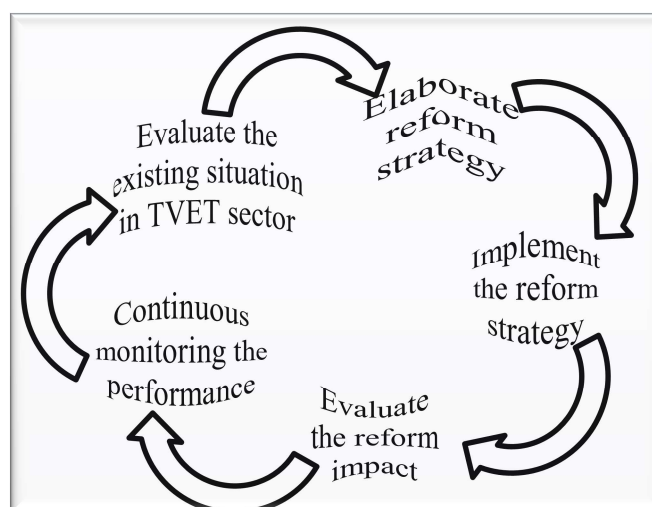 Evaluate the
existing situation
in TVET sector
Elaborate
reform
strategy
Implement
the reform
strategy
Evaluate
the reform
impact
Continuous
monitoring the
performance